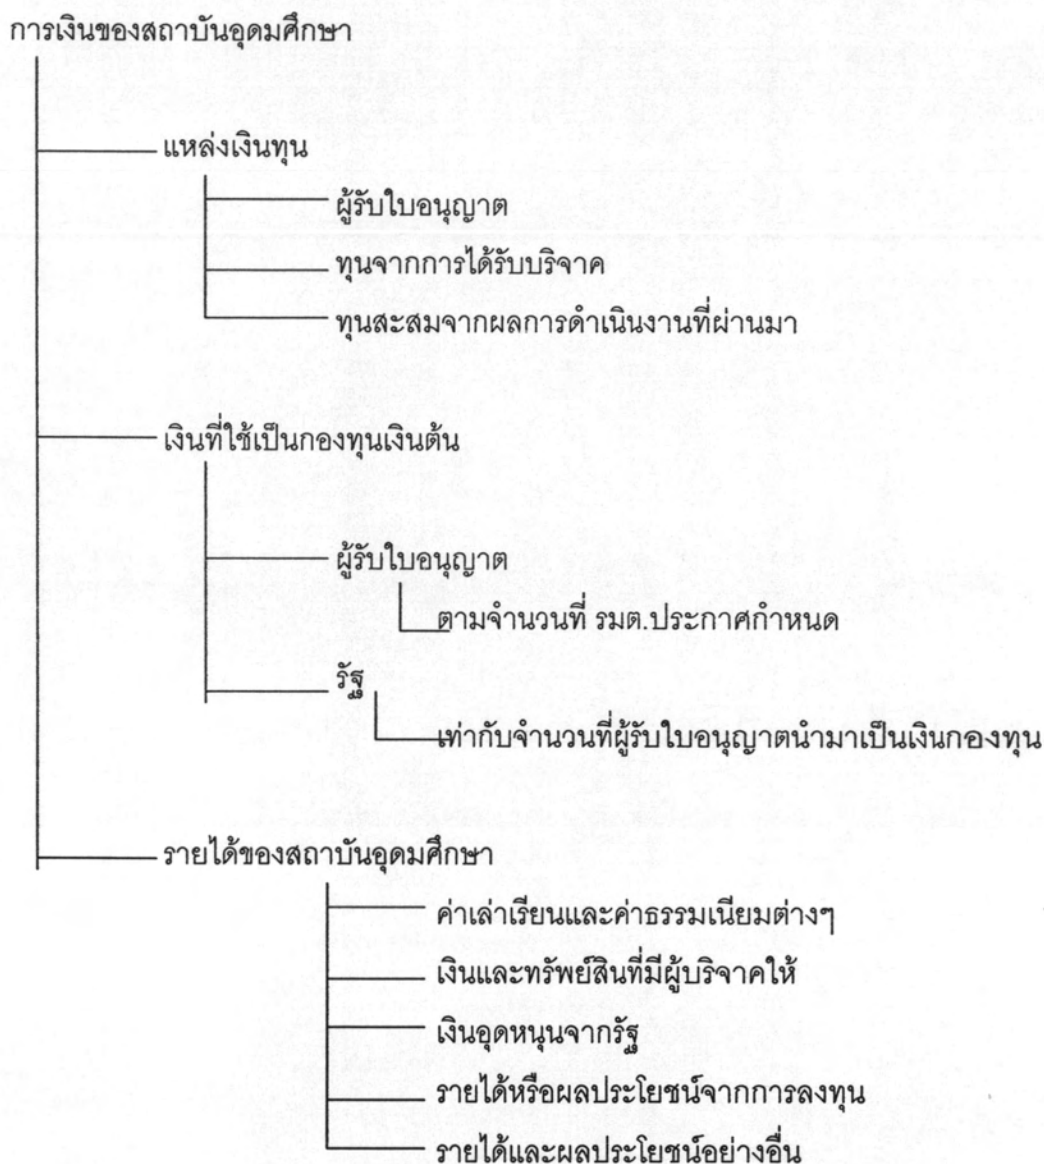 การเงินของสถาบันอุดมศึกษา
แหล่งเงินทุน
ผู้รับใบอนุญาต
ทุนจากการได้รับบริจาค
ทุนสะสมจากผลการดำเนินงานที่ผ่านมา
เงินที่ใช้เป็นกองทุนเงินต้น
ผู้รับใบอนุญาต
ตามจำนวนที่ รมต.ประกาศกำหนด
รัฐ
เท่ากับจำนวนที่ผู้รับใบอนุญาตนำมาเป็นเงินกองทุน
รายได้ของสถาบันอุดมศึกษา
ค่าเล่าเรียนและค่าธรรมเนียมต่างๆ
เงินและทรัพย์สินที่มีผู้บริจาคให้
เงินอุดหนุนจากรัฐ
รายได้หรือผลประโยชน์จากการลงทุน
รายได้และผลประโยชน์อย่างอื่น